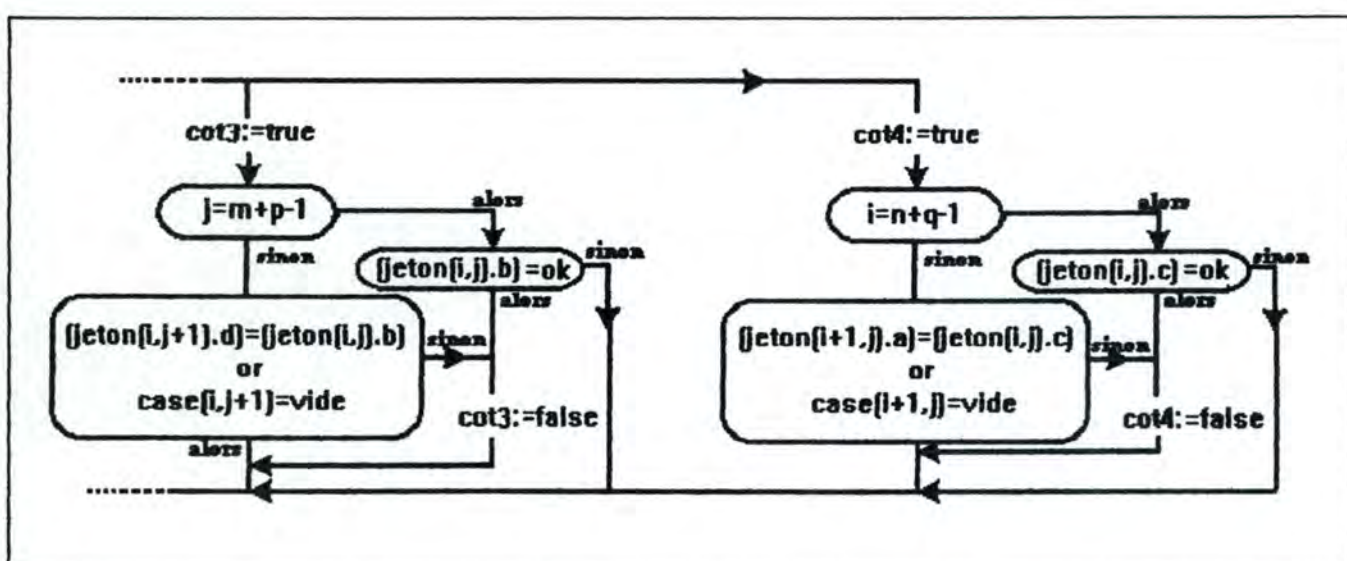 cot3:=true
j=m+p-1
alors
sinon
(jeton(i,j).b)=ok
sinon
alors
(jeton(i,j+1).d)=(jeton(i,j).b)
or
case(i,j+1)=vide
sinon
cot3:=false
alors
cot4:=true
i=n+q-1
alors
sinon
(jeton(i,j).c)=ok
sinon
alors
(jeton(i+1,j).a)=(jeton(i,j).c)
or
case(i+1,j)=vide
sinon
cot4:=false